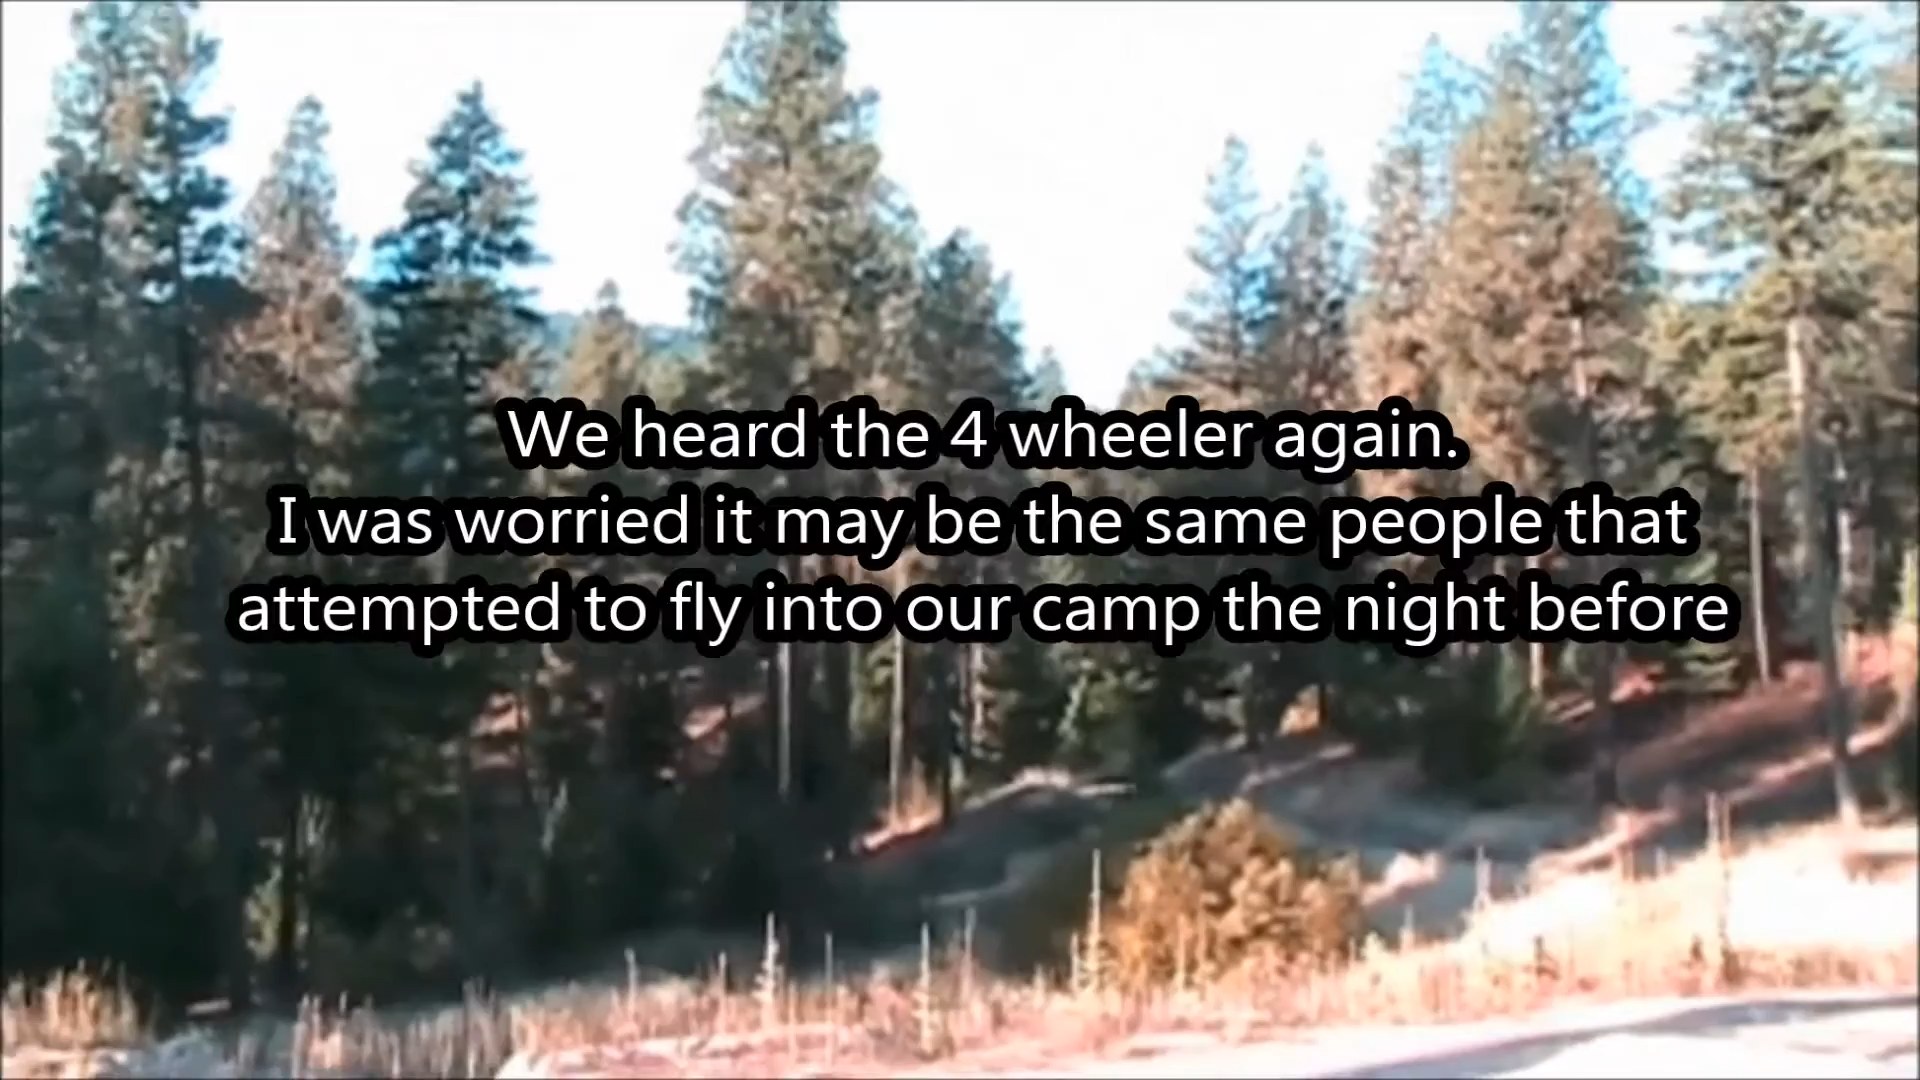 We heard the 4 wheeler again.
I was worried it may be the same people that
attempted to fly into our camp the night before